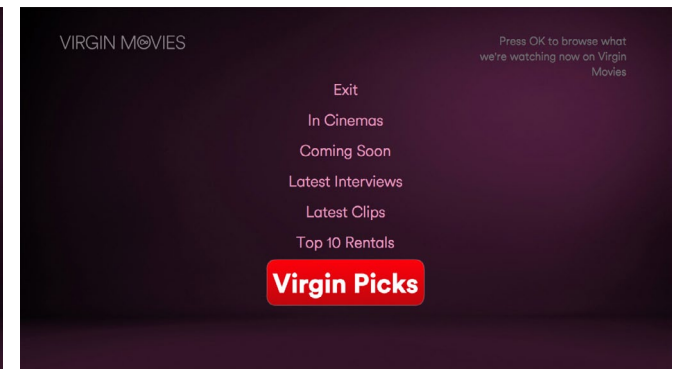 VIRGIN MOVIES
Press OK to browse what
we're watching now on Virgin
Movies
Exit
In Cinemas
Coming Soon
Latest Interviews
Latest Clips
Top 10 Rentals
Virgin Picks